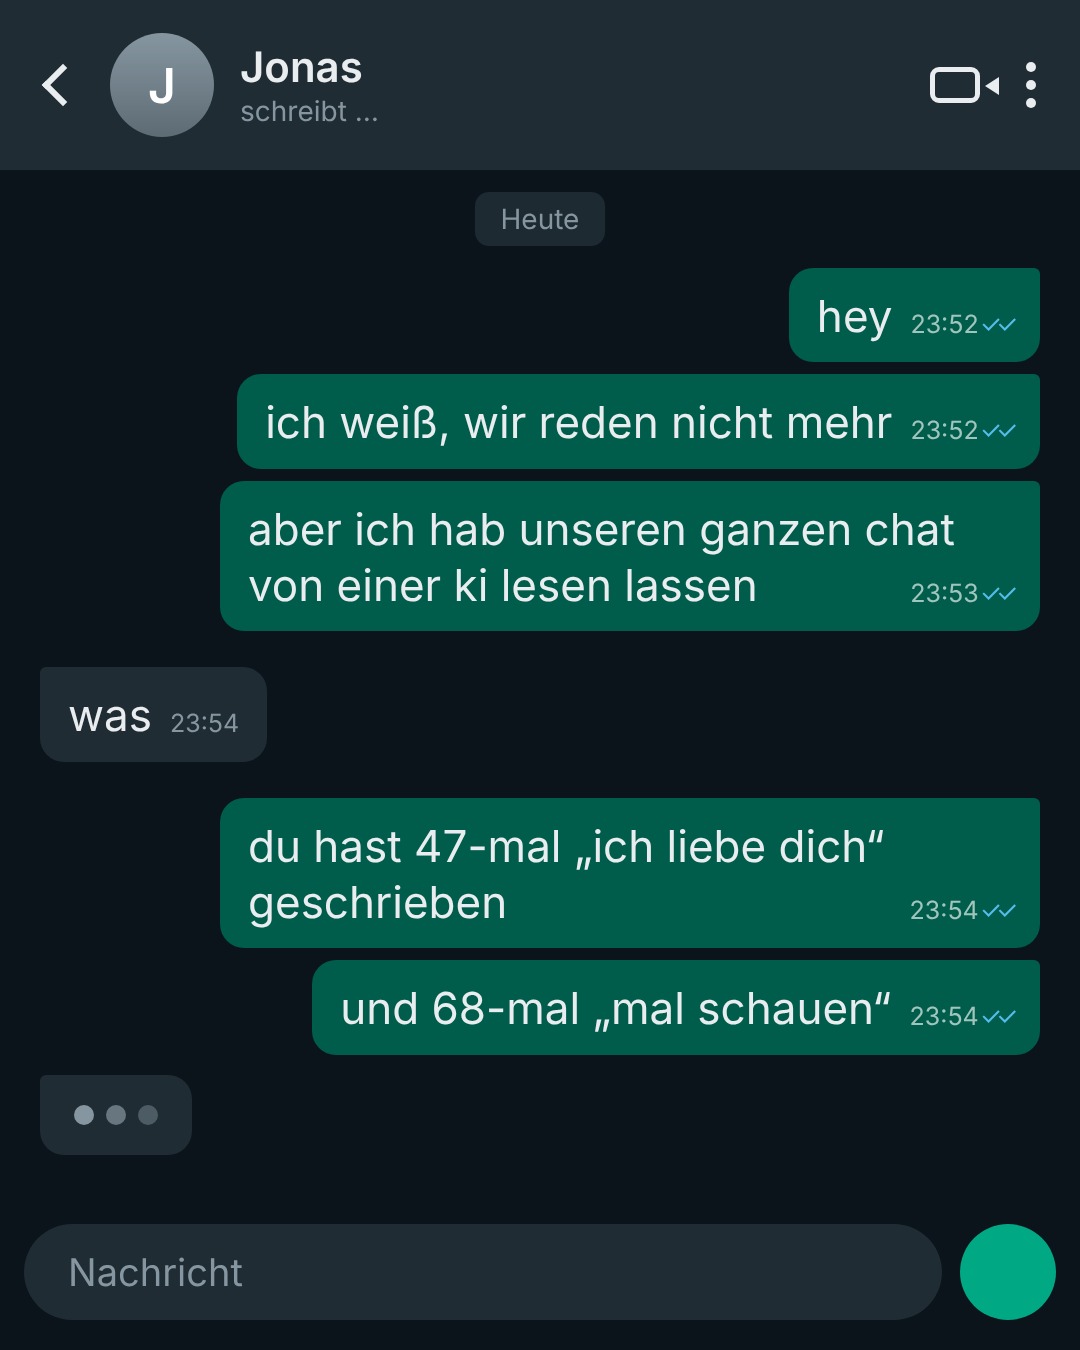 J
Jonas
schreibt ...
Heute
hey 23:52
ich weiß, wir reden nicht mehr 23:52
aber ich hab unseren ganzen chat
von einer ki lesen lassen 23:53
was 23:54
du hast 47-mal „ich liebe dich“
geschrieben 23:54
und 68-mal „mal schauen“ 23:54
Nachricht